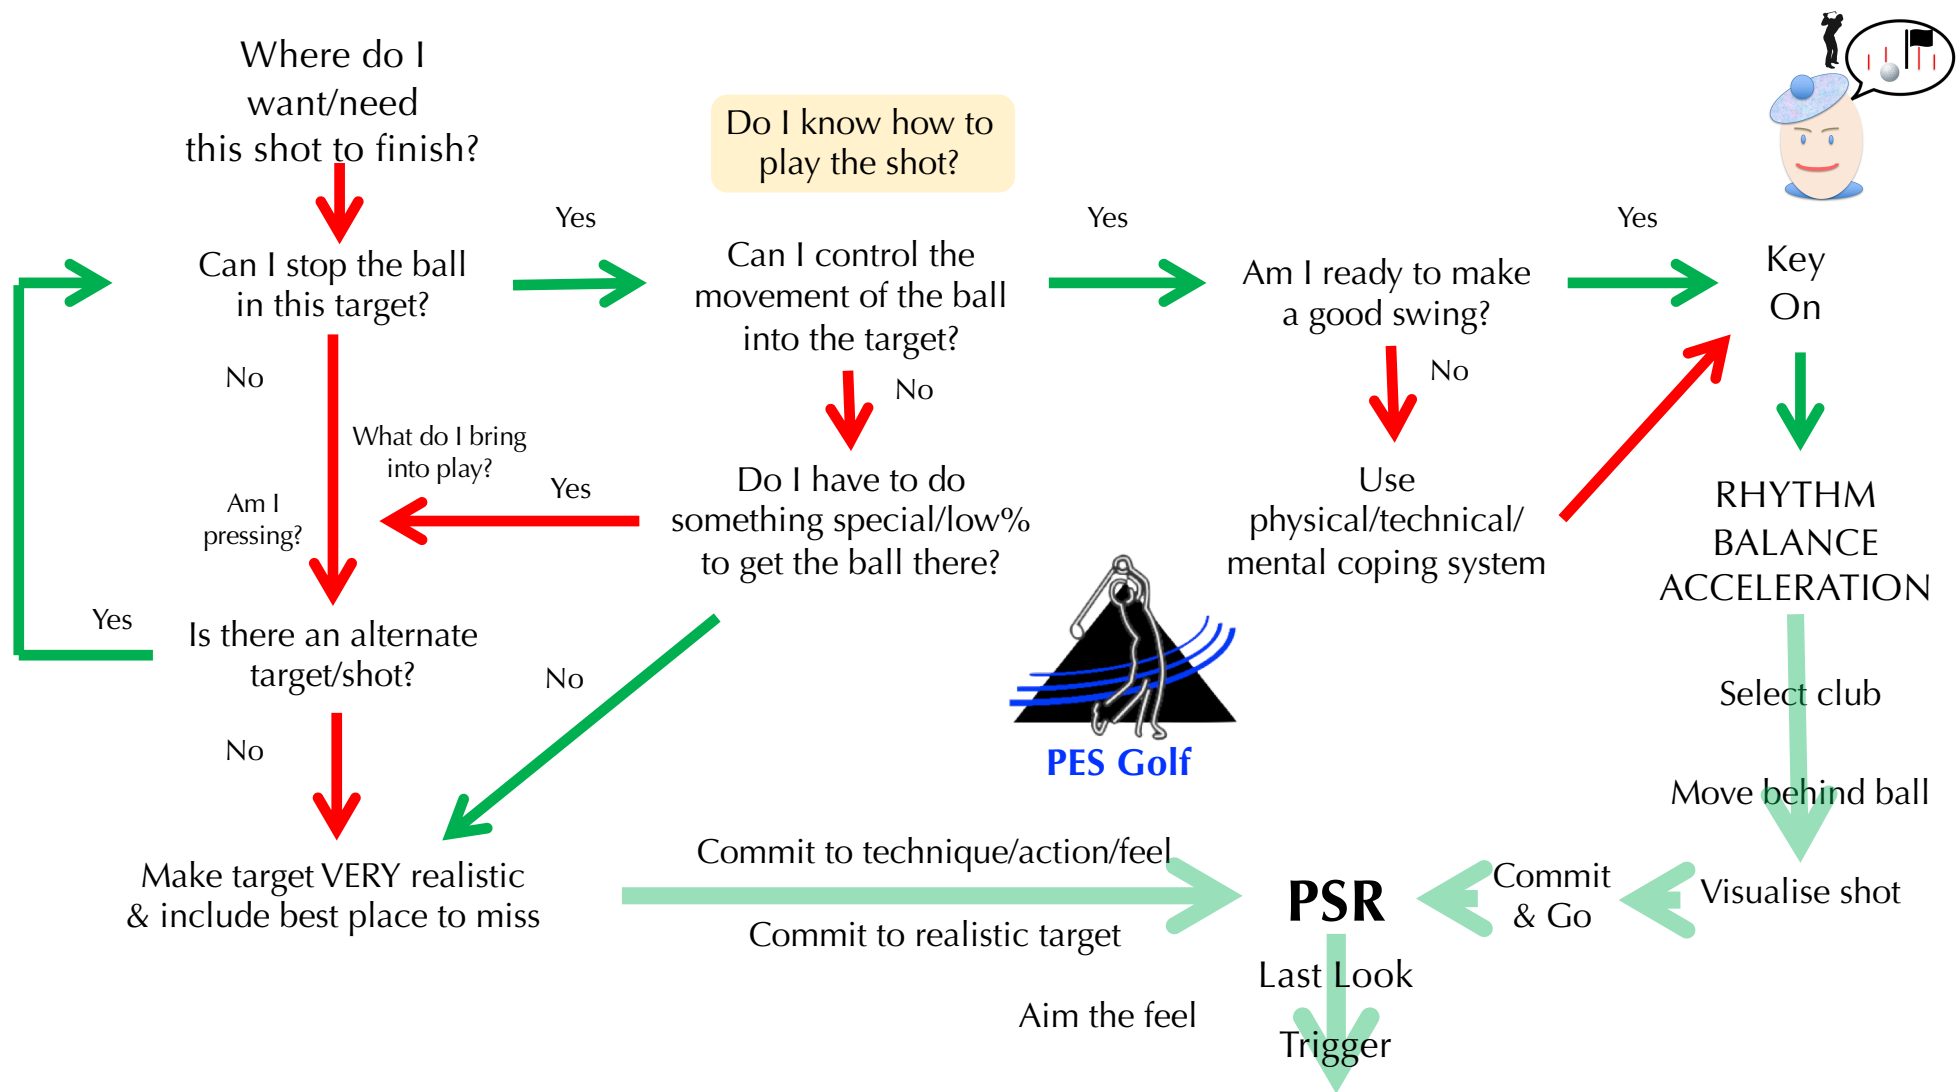 Where do I
want/need
this shot to finish?
Do I know how to
play the shot?
Yes
Yes
Yes
Can I stop the ball
in this target?
Can I control the
movement of the ball
into the target?
Am I ready to make
a good swing?
Key
On
No
No
No
What do I bring
into play?
Am I
pressing?
Yes
Do I have to do
something special/low%
to get the ball there?
Use
physical/technical/
mental coping system
RHYTHM
BALANCE
ACCELERATION
Yes
Is there an alternate
target/shot?
No
No
PES Golf
Select club
Move behind ball
Make target VERY realistic
& include best place to miss
Commit to technique/action/feel
Commit to realistic target
PSR
Commit
& Go
Visualise shot
Last Look
Aim the feel
Trigger